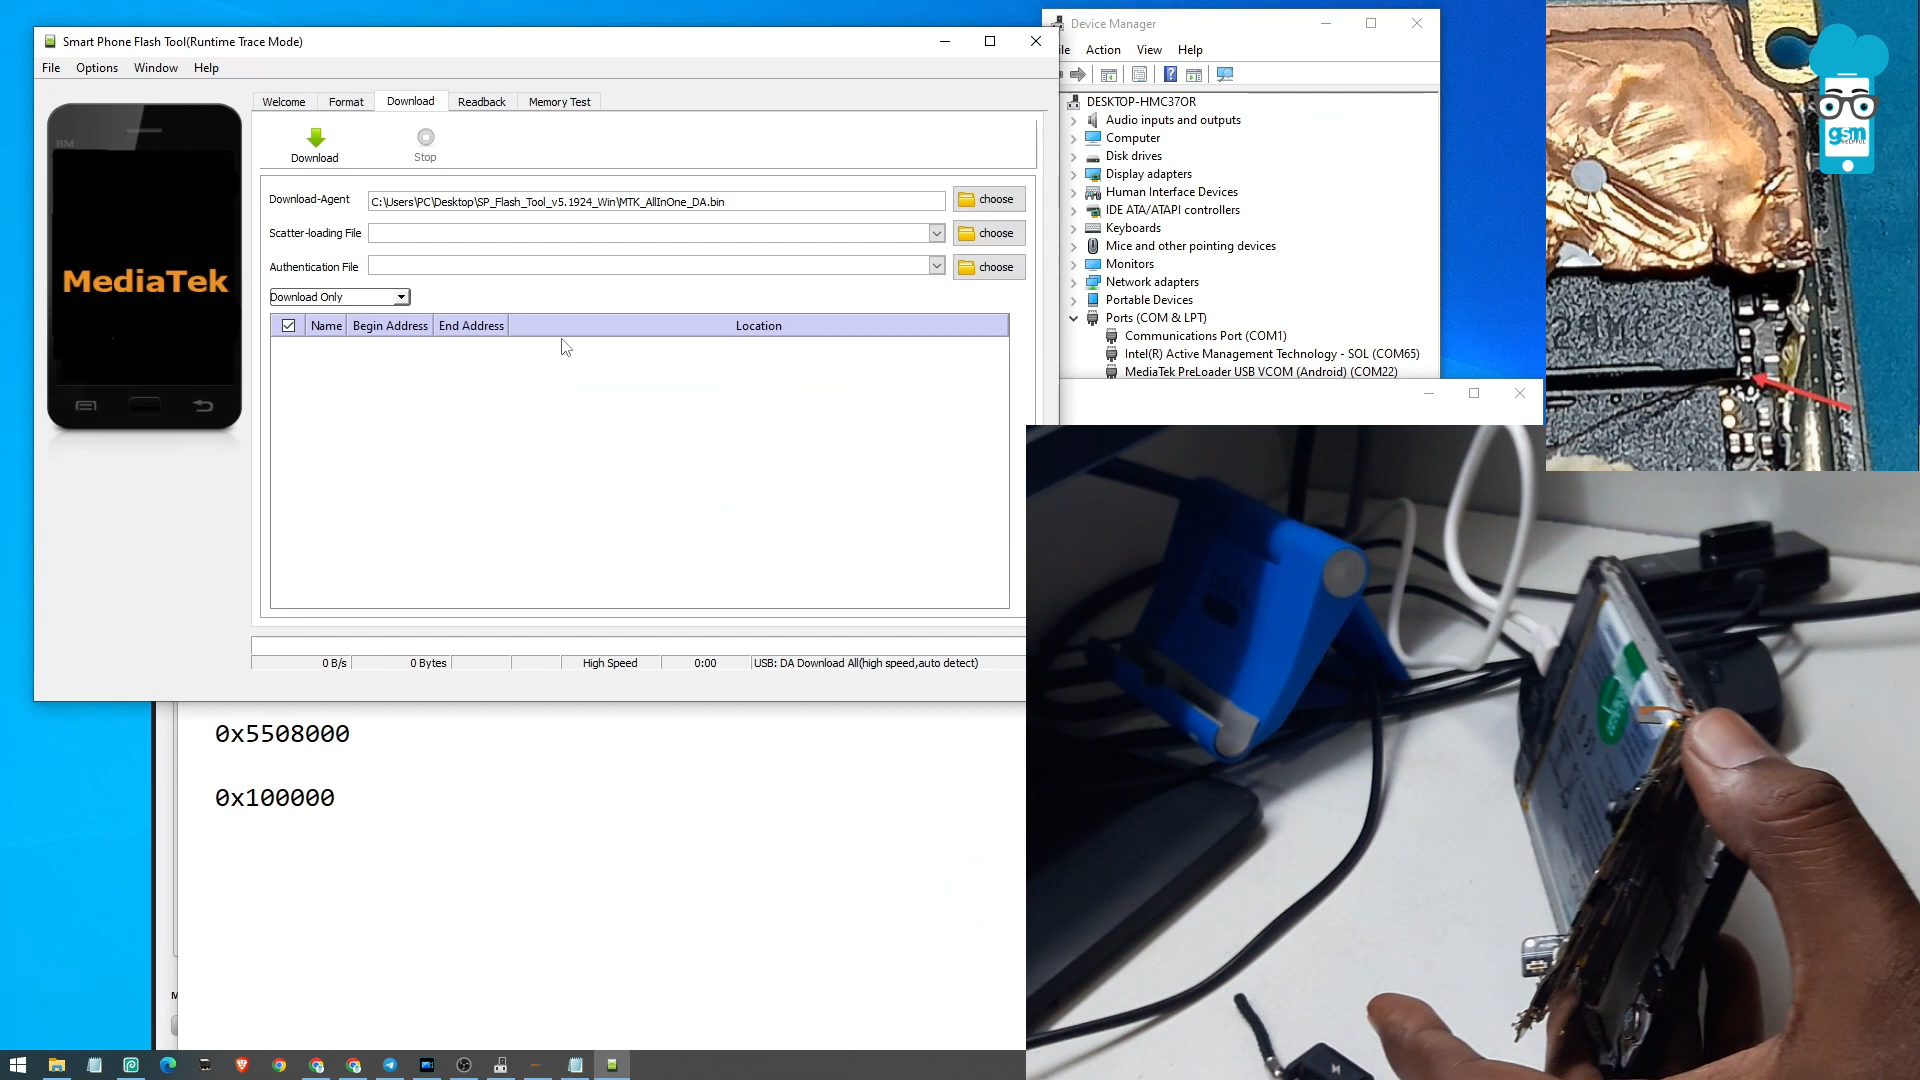 Smart Phone Flash Tool(Runtime Trace Mode)
File Options Window Help
BM
MediaTek
Welcome Format Download Readback Memory Test
Download Stop
Download-Agent C:\Users\PC\Desktop\SP_Flash_Tool_v5.1924_Win\MTK_AllInOne_DA.bin choose
Scatter-loading File choose
Authentication File choose
Download Only
Name Begin Address End Address Location
0 B/s 0 Bytes High Speed 0:00 USB: DA Download All(high speed,auto detect)
0x5508000
0x100000
Device Manager
Action View Help
DESKTOP-HMC37OR
Audio inputs and outputs
Computer
Disk drives
Display adapters
Human Interface Devices
IDE ATA/ATAPI controllers
Keyboards
Mice and other pointing devices
Monitors
Network adapters
Portable Devices
Ports (COM & LPT)
Communications Port (COM1)
Intel(R) Active Management Technology - SOL (COM65)
MediaTek PreLoader USB VCOM (Android) (COM22)
gsm
HELPFUL